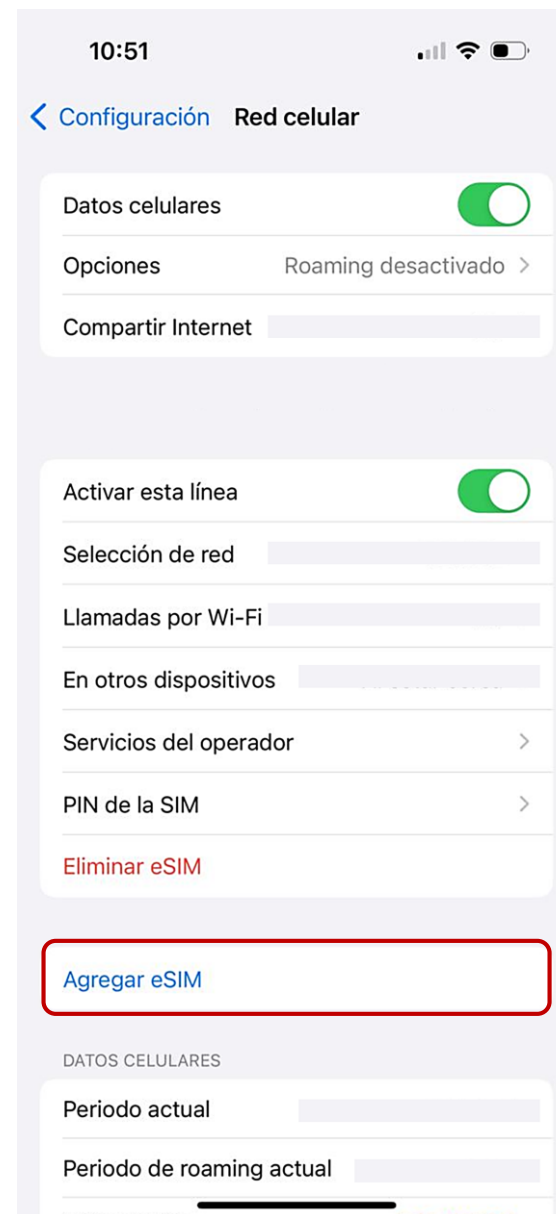 10:51
Configuración Red celular
Datos celulares
Opciones Roaming desactivado
Compartir Internet
Activar esta línea
Selección de red
Llamadas por Wi-Fi
En otros dispositivos
Servicios del operador
PIN de la SIM
Eliminar eSIM
Agregar eSIM
DATOS CELULARES
Periodo actual
Periodo de roaming actual